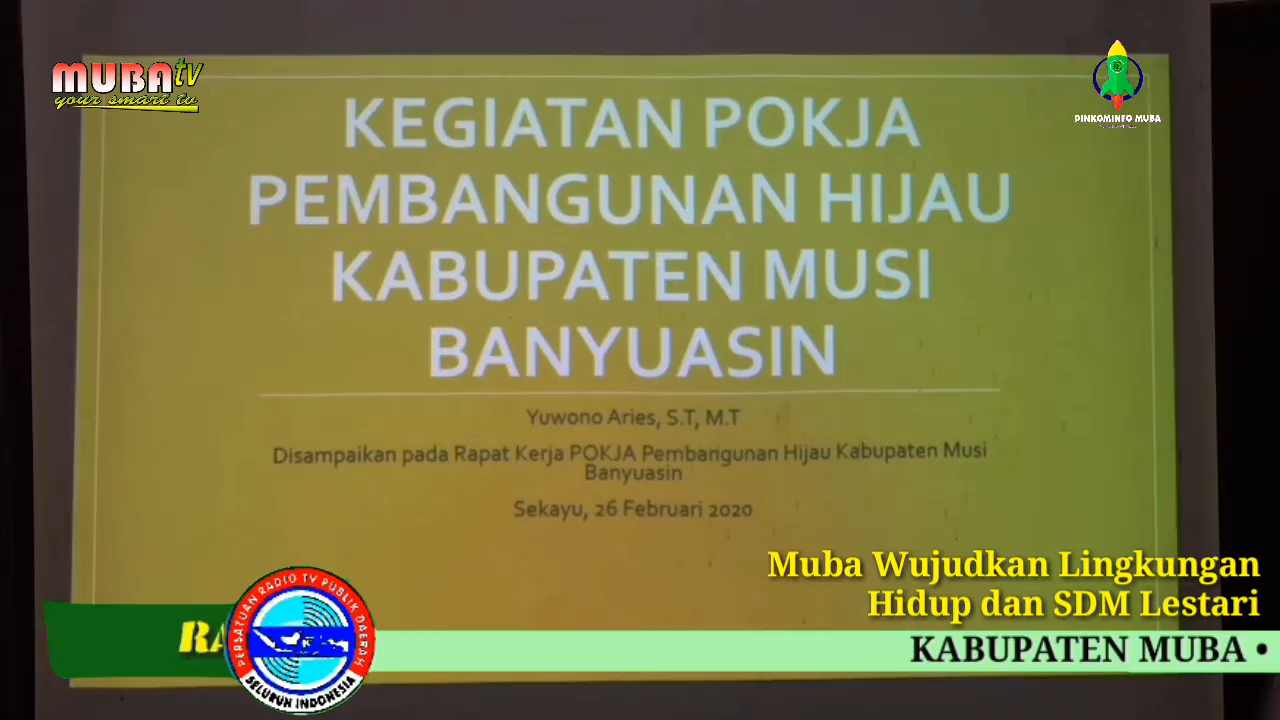 MUBA tv
your smart tv
DINKOMINFO MUBA
KEGIATAN POKJA
PEMBANGUNAN HIJAU
KABUPATEN MUSI
BANYUASIN
Yuwono Aries, S.T, M.T
Disampaikan pada Rapat Kerja POKJA Pembangunan Hijau Kabupaten Musi
Banyuasin
Sekayu, 26 Februari 2020
Muba Wujudkan Lingkungan
Hidup dan SDM Lestari
RA
PERSATUAN RADIO TV PUBLIK DAERAH
SELURUH INDONESIA
KABUPATEN MUBA •